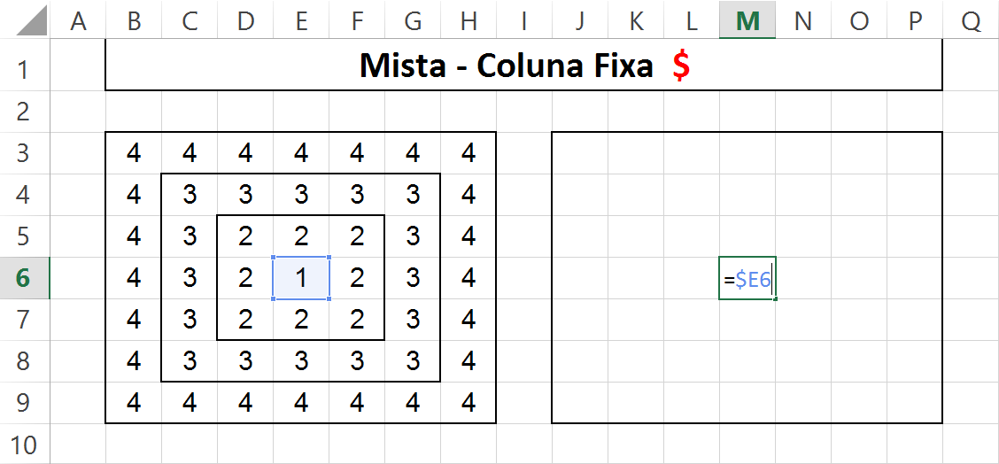 A B C D E F G H I J K L M N O P Q
1 Mista - Coluna Fixa $
2
3 4 4 4 4 4 4 4
4 4 3 3 3 3 3 4
5 4 3 2 2 2 3 4
6 4 3 2 1 2 3 4 =$E6
7 4 3 2 2 2 3 4
8 4 3 3 3 3 3 4
9 4 4 4 4 4 4 4
10